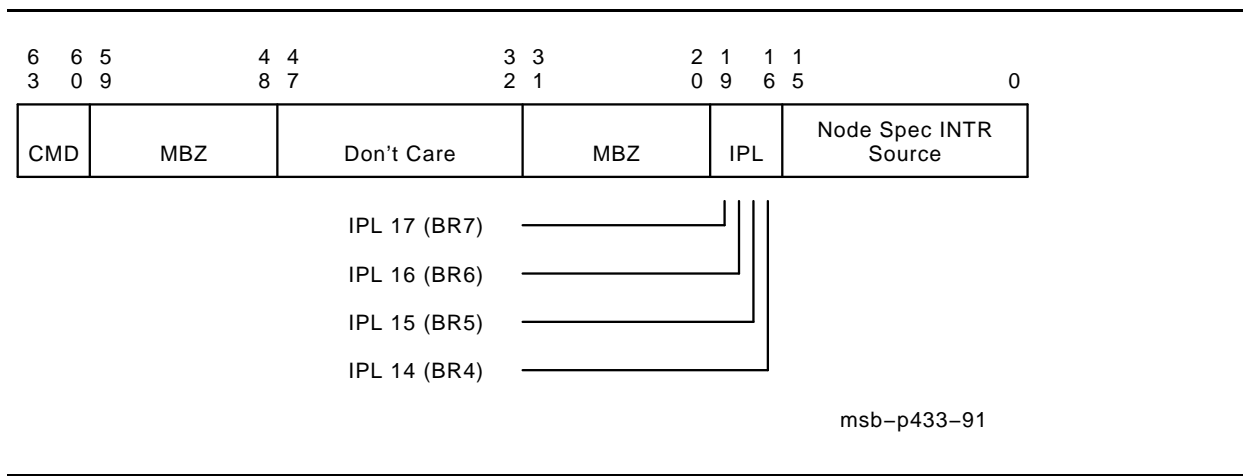 6 6 5 4 4 3 3 2 1 1 1
3 0 9 8 7 2 1 0 9 6 5 0
CMD MBZ Don't Care MBZ IPL Node Spec INTR
Source
IPL 17 (BR7)
IPL 16 (BR6)
IPL 15 (BR5)
IPL 14 (BR4)
msb−p433−91